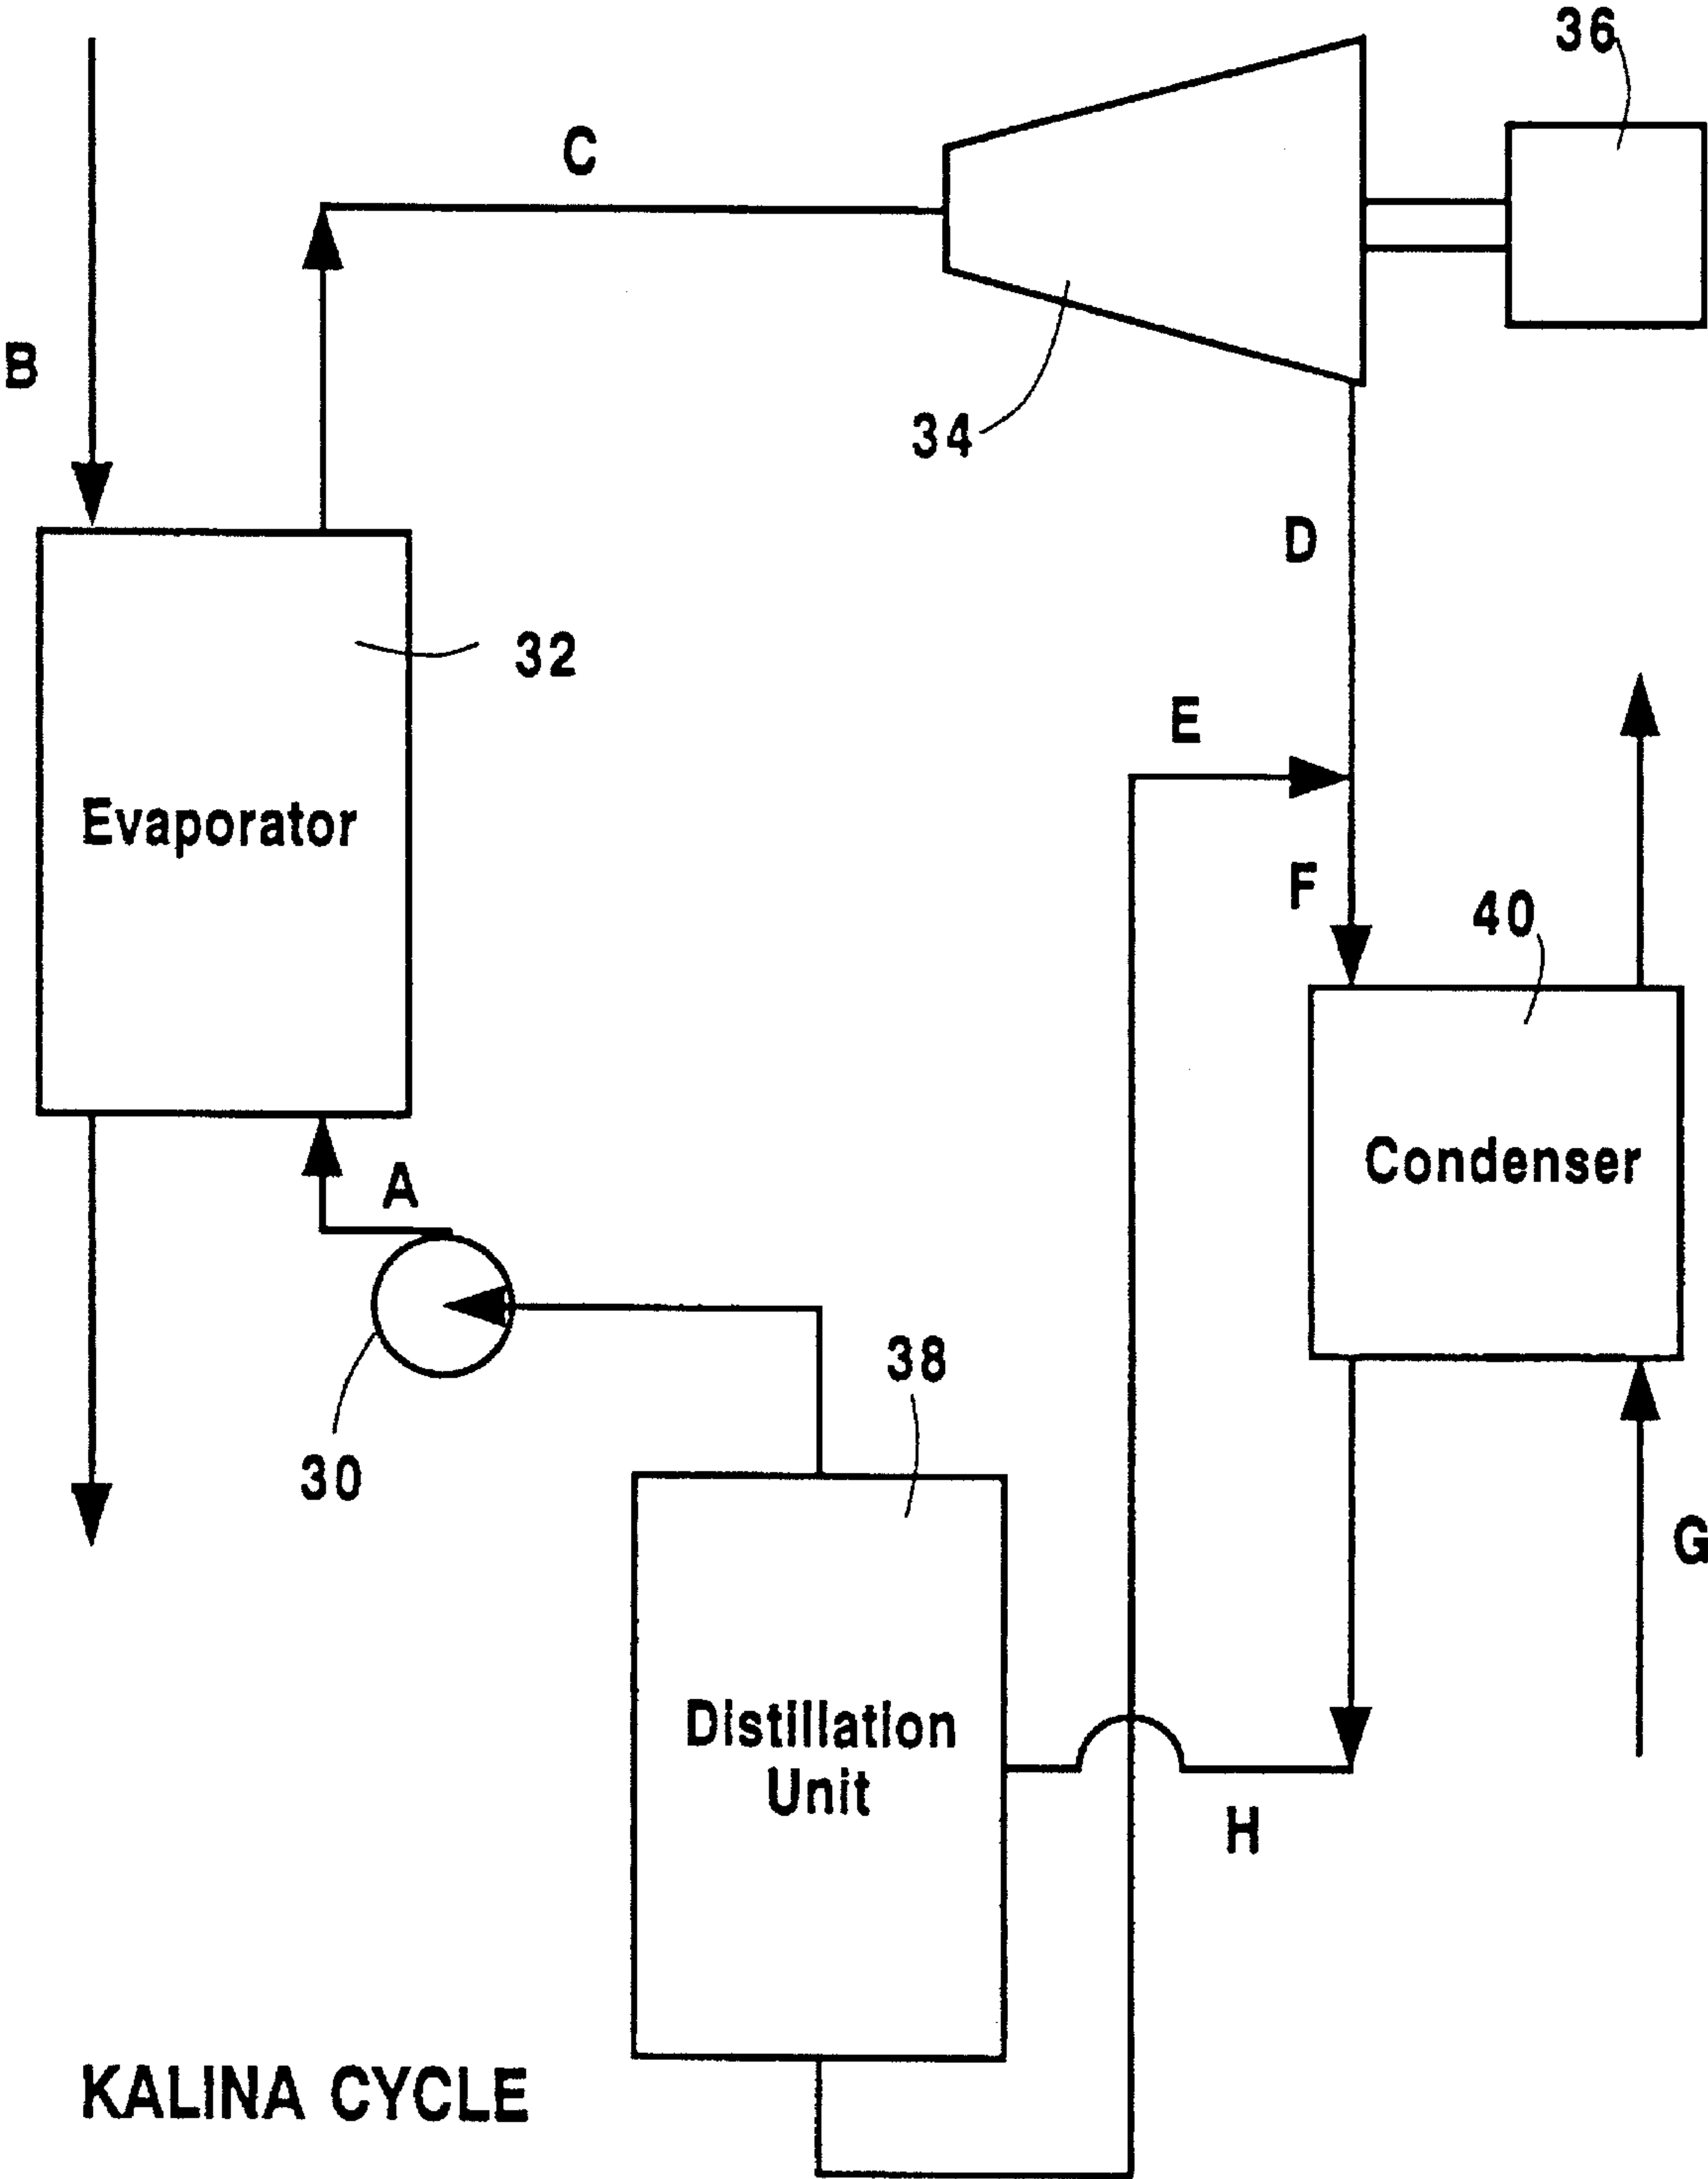 36
C
B
34
D
32
E
Evaporator
F
40
Condenser
A
38
30
G
Distillation
Unit
H
KALINA CYCLE